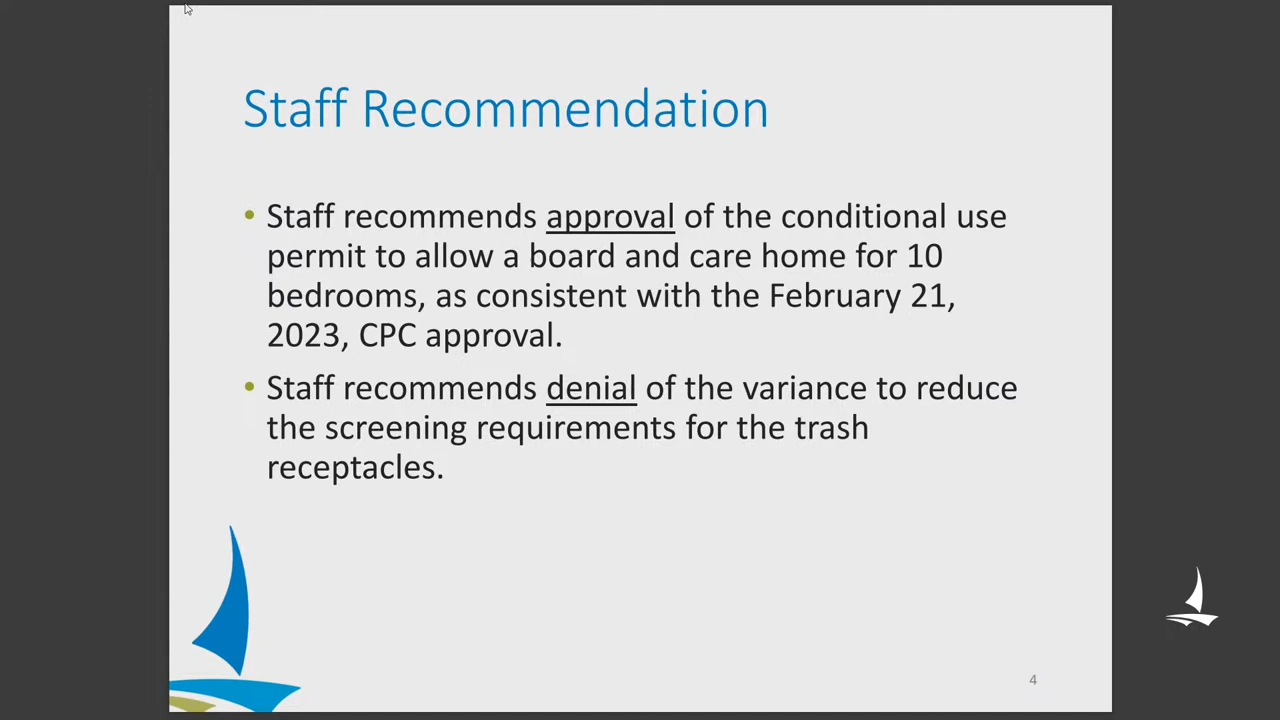 Staff Recommendation
• Staff recommends approval of the conditional use
permit to allow a board and care home for 10
bedrooms, as consistent with the February 21,
2023, CPC approval.
• Staff recommends denial of the variance to reduce
the screening requirements for the trash
receptacles.
4